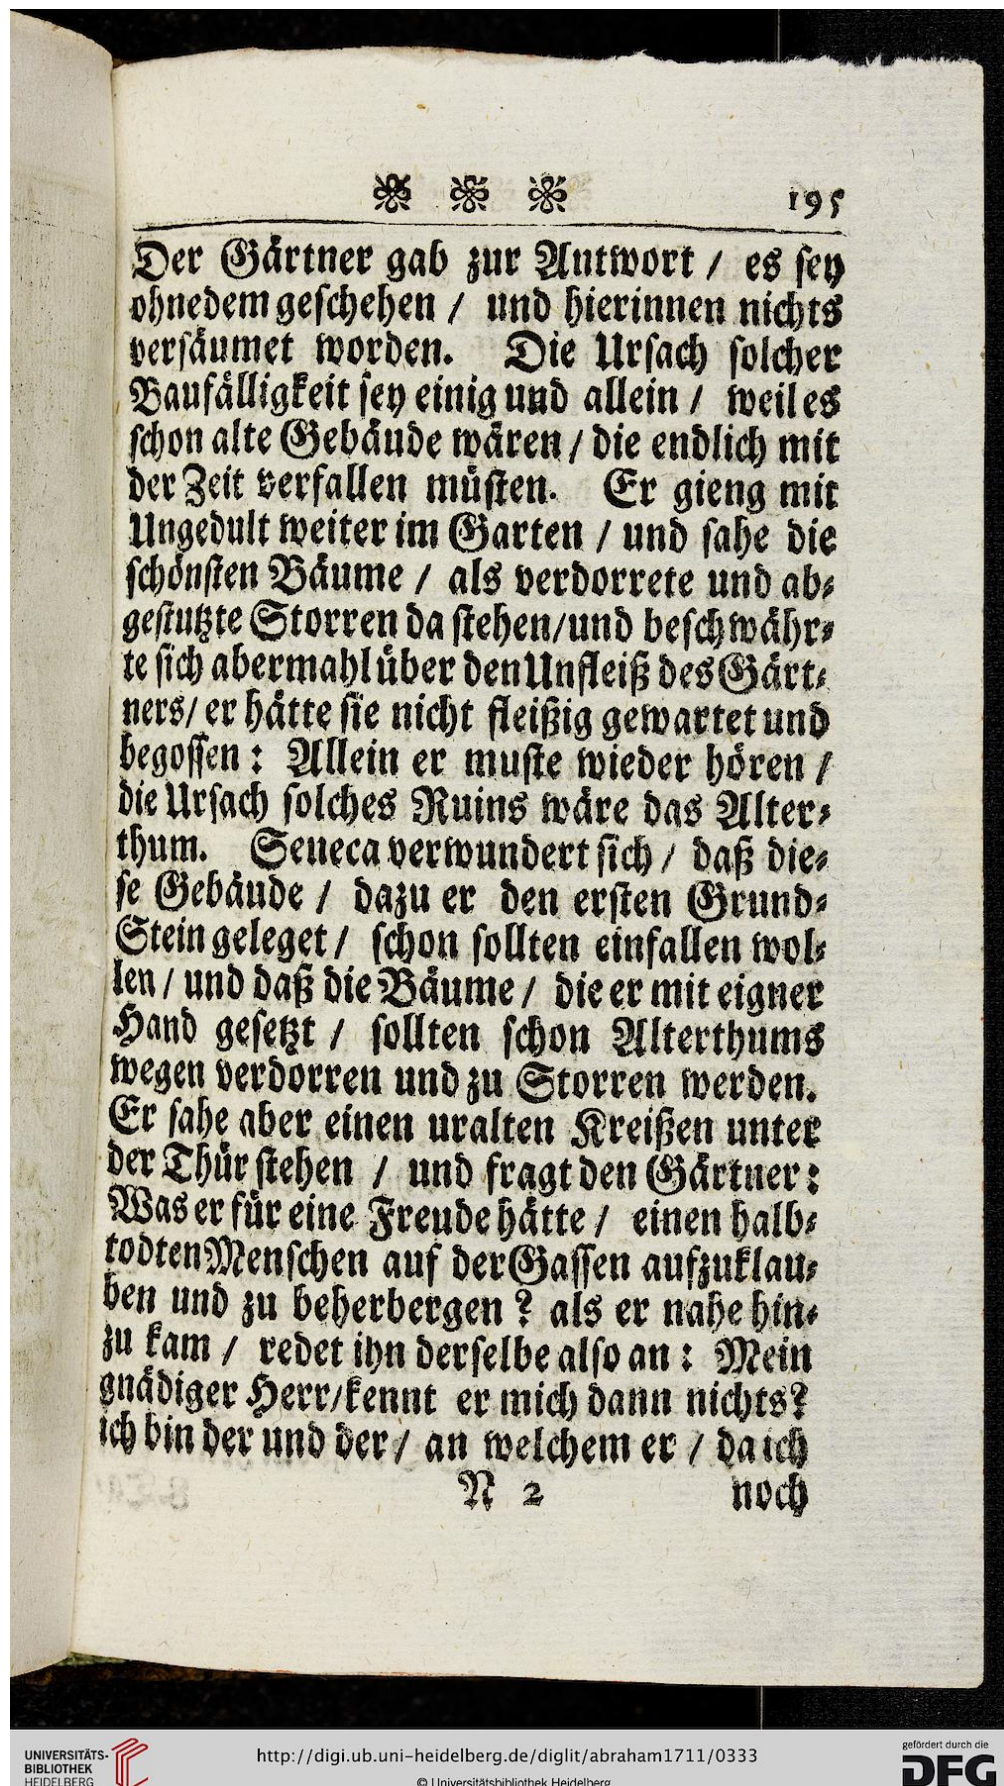 195
Der Gärtner gab zur Antwort / es sey
ohnedem geschehen / und hierinnen nichts
versäumet worden. Die Ursach solcher
Baufälligkeit sey einig und allein / weil es
schon alte Gebäude wären / die endlich mit
der Zeit verfallen müsten. Er gieng mit
Ungedult weiter im Garten / und sahe die
schönsten Bäume / als verdorrete und ab-
gestutzte Storren da stehen / und beschwähr-
te sich abermahl über den Unfleiß des Gärt-
ners / er hätte sie nicht fleißig gewartet und
begossen : Allein er muste wieder hören /
die Ursach solches Ruins wäre das Alter-
thum. Seneca verwundert sich / daß die-
se Gebäude / dazu er den ersten Grund-
Stein geleget / schon sollten einfallen wol-
len / und daß die Bäume / die er mit eigner
Hand gesetzt / sollten schon Alterthums
wegen verdorren und zu Storren werden.
Er sahe aber einen uralten Kreißen unter
der Thür stehen / und fragt den Gärtner :
Was er für eine Freude hätte / einen halb-
todten Menschen auf der Gassen aufzuklau-
ben und zu beherbergen ? als er nahe hin-
zu kam / redet ihn derselbe also an : Mein
gnädiger Herr / kennt er mich dann nichts?
ich bin der und der / an welchem er / da ich
N 2 noch
UNIVERSITÄTS-
BIBLIOTHEK
HEIDELBERG
http://digi.ub.uni-heidelberg.de/diglit/abraham1711/0333
© Universitätsbibliothek Heidelberg
gefördert durch die
DFG